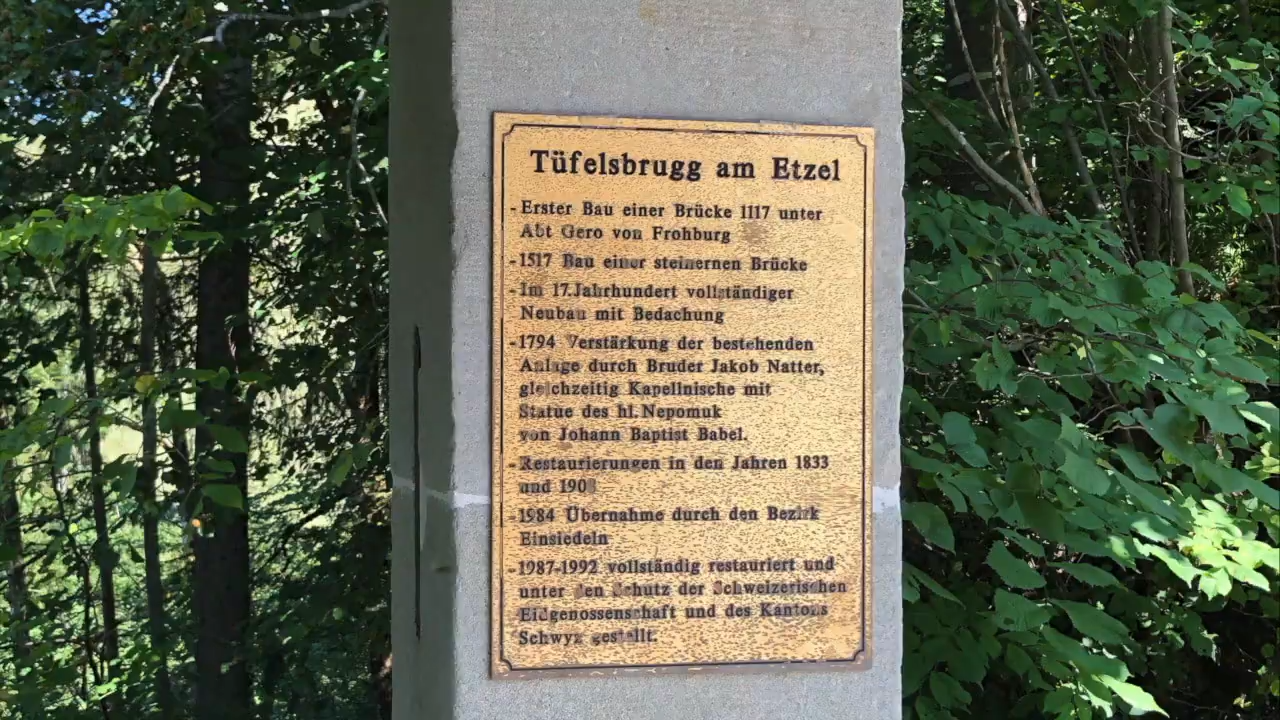 Tüfelsbrugg am Etzel
- Erster Bau einer Brücke 1117 unter
Abt Gero von Frohburg
- 1517 Bau einer steinernen Brücke
- Im 17.Jahrhundert vollständiger
Neubau mit Bedachung
- 1794 Verstärkung der bestehenden
Anlage durch Bruder Jakob Natter,
gleichzeitig Kapellnische mit
Statue des hl. Nepomuk
von Johann Baptist Babel.
- Restaurierungen in den Jahren 1833
und
- 1984 Übernahme durch den Bezirk
Einsiedeln
- 1987-1992 vollständig restauriert und
unter den Schutz der Schweizerischen
Eidgenossenschaft und des Kantons
Schwyz gestellt.